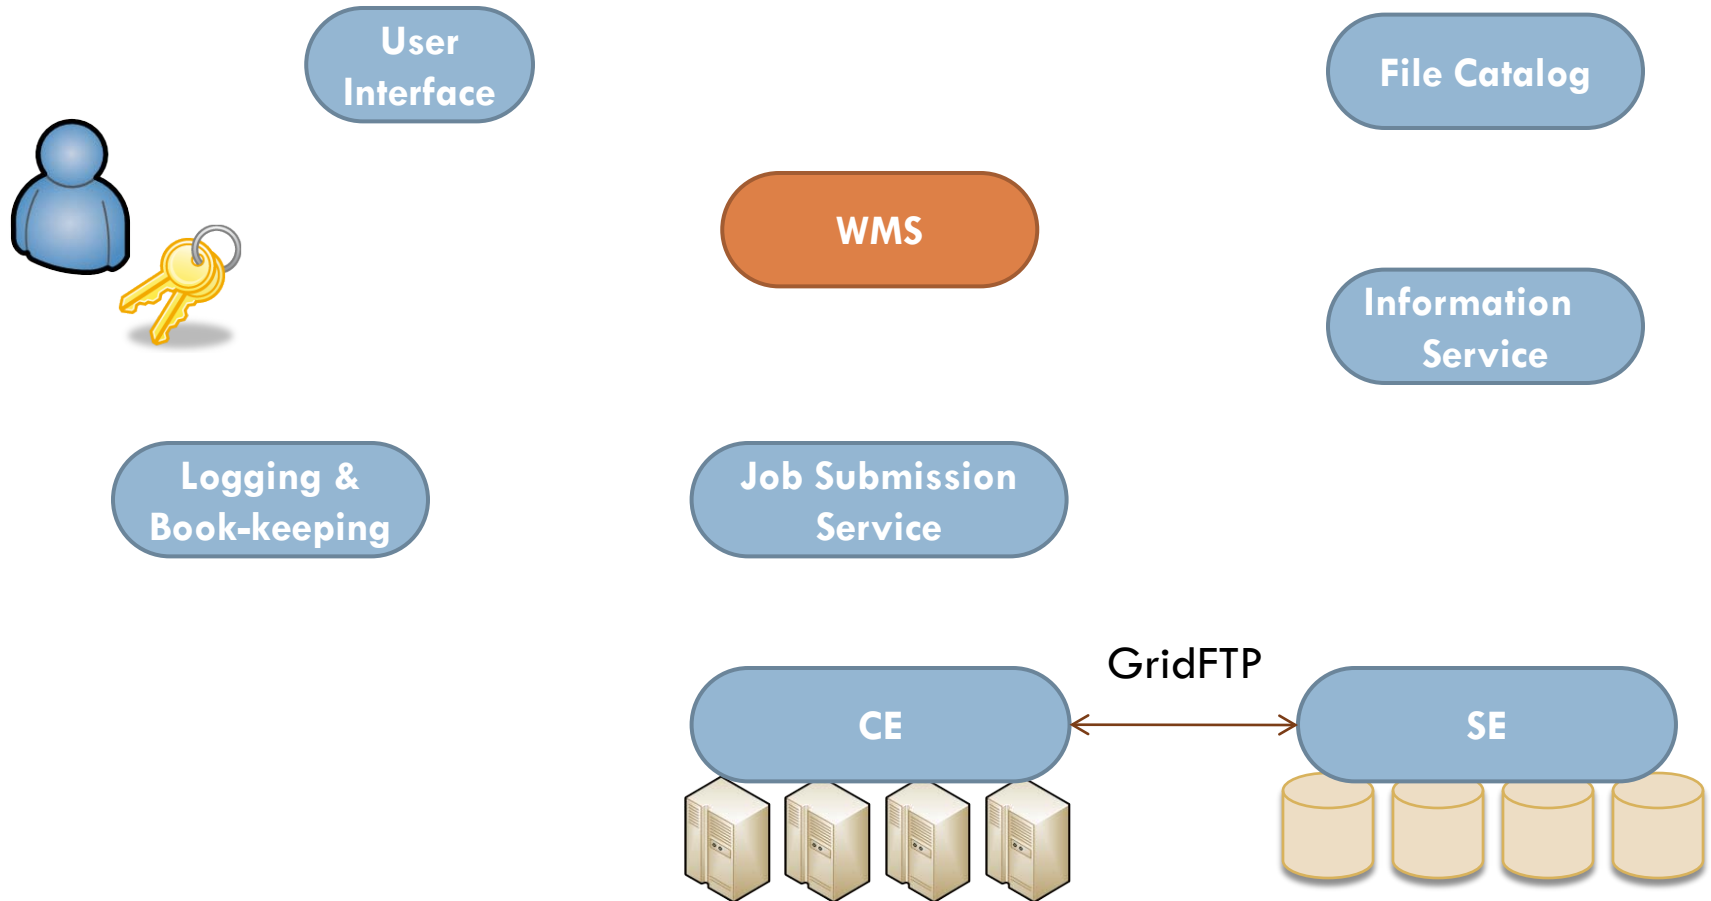 User
Interface
File Catalog
WMS
Information
Service
Logging &
Book-keeping
Job Submission
Service
GridFTP
CE
SE